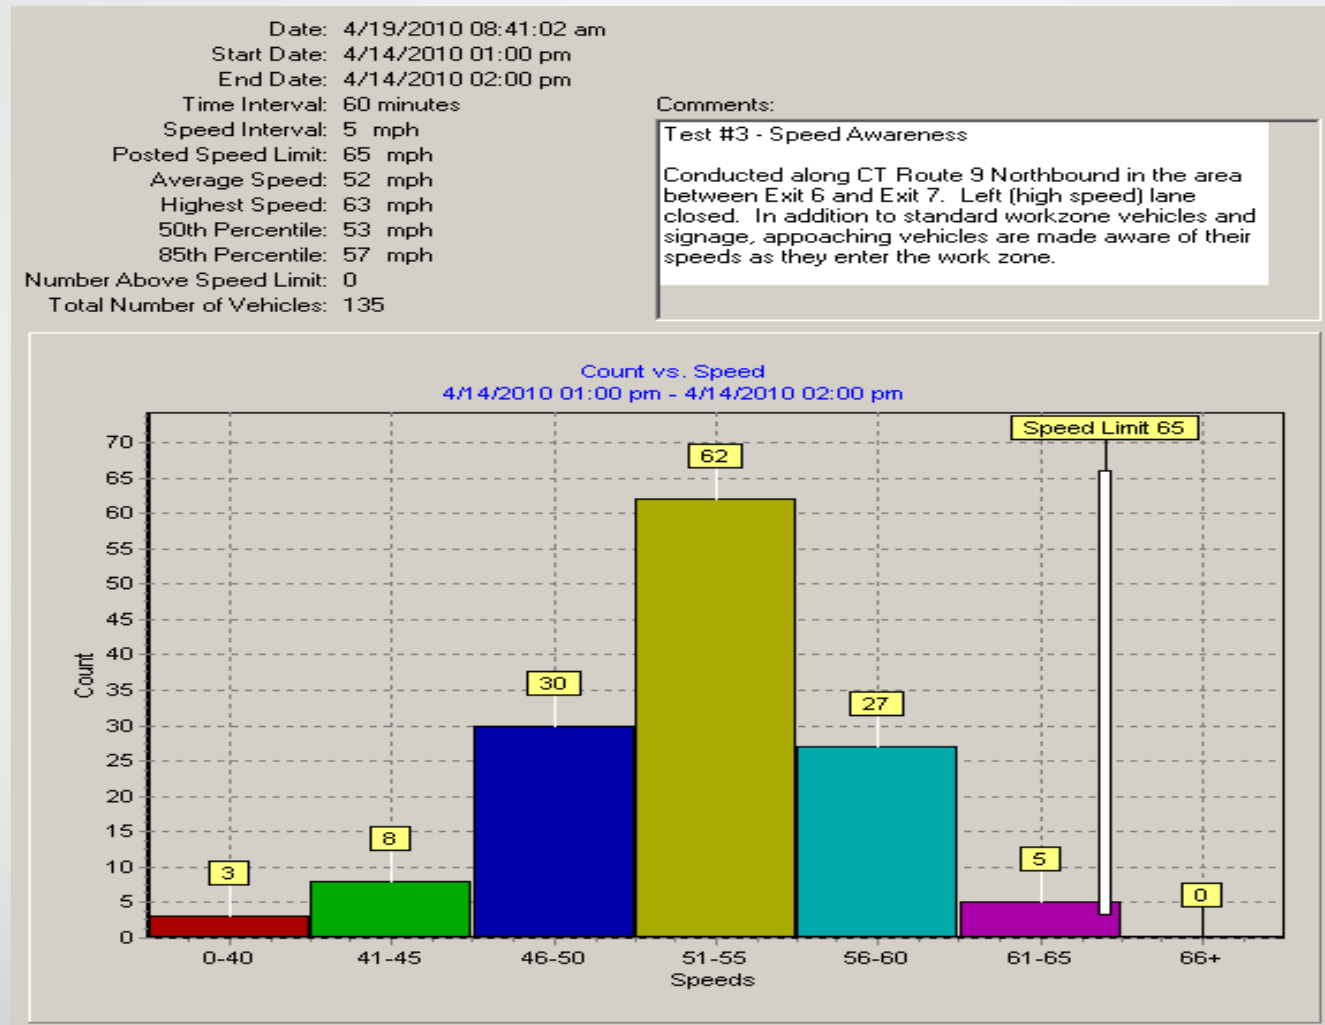 Date: 4/19/2010 08:41:02 am
Start Date: 4/14/2010 01:00 pm
End Date: 4/14/2010 02:00 pm
Time Interval: 60 minutes
Speed Interval: 5 mph
Posted Speed Limit: 65 mph
Average Speed: 52 mph
Highest Speed: 63 mph
50th Percentile: 53 mph
85th Percentile: 57 mph
Number Above Speed Limit: 0
Total Number of Vehicles: 135
Comments:
Test #3 - Speed Awareness
Conducted along CT Route 9 Northbound in the area
between Exit 6 and Exit 7. Left (high speed) lane
closed. In addition to standard workzone vehicles and
signage, appoaching vehicles are made aware of their
speeds as they enter the work zone.
Count vs. Speed
4/14/2010 01:00 pm - 4/14/2010 02:00 pm
Speed Limit 65
70
65
60
55
50
45
40
35
30
25
20
15
10
5
0
Count
3
8
30
62
27
5
0
0-40 41-45 46-50 51-55 56-60 61-65 66+
Speeds